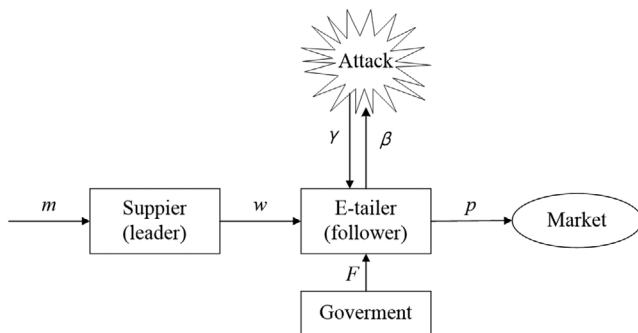 Attack
γ
β
m
Suppier
(leader)
w
E-tailer
(follower)
p
Market
F
Goverment